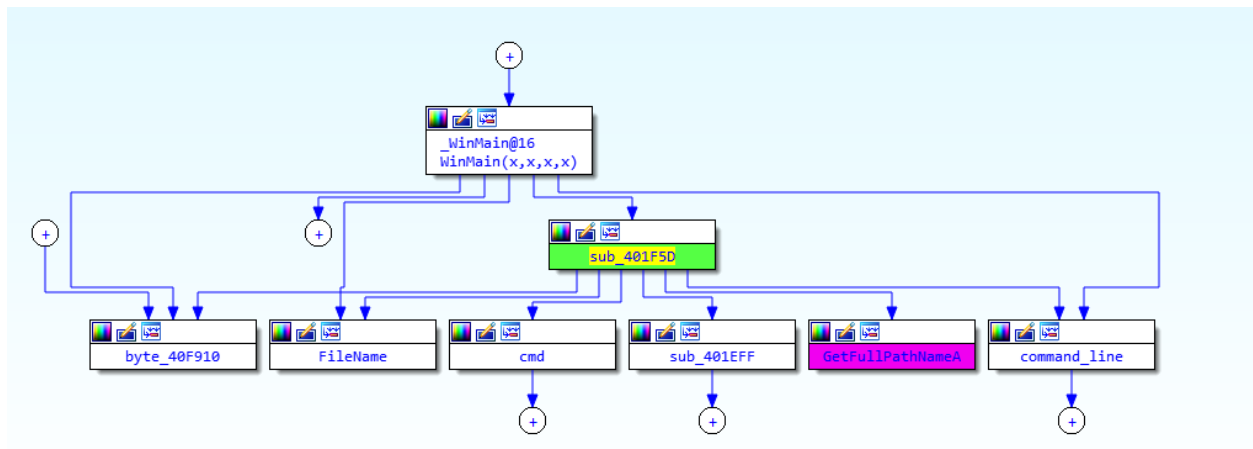 +
_WinMain@16
WinMain(x,x,x,x)
+
+
sub_401F5D
byte_40F910
FileName
cmd
sub_401EFF
GetFullPathNameA
command_line
+
+
+